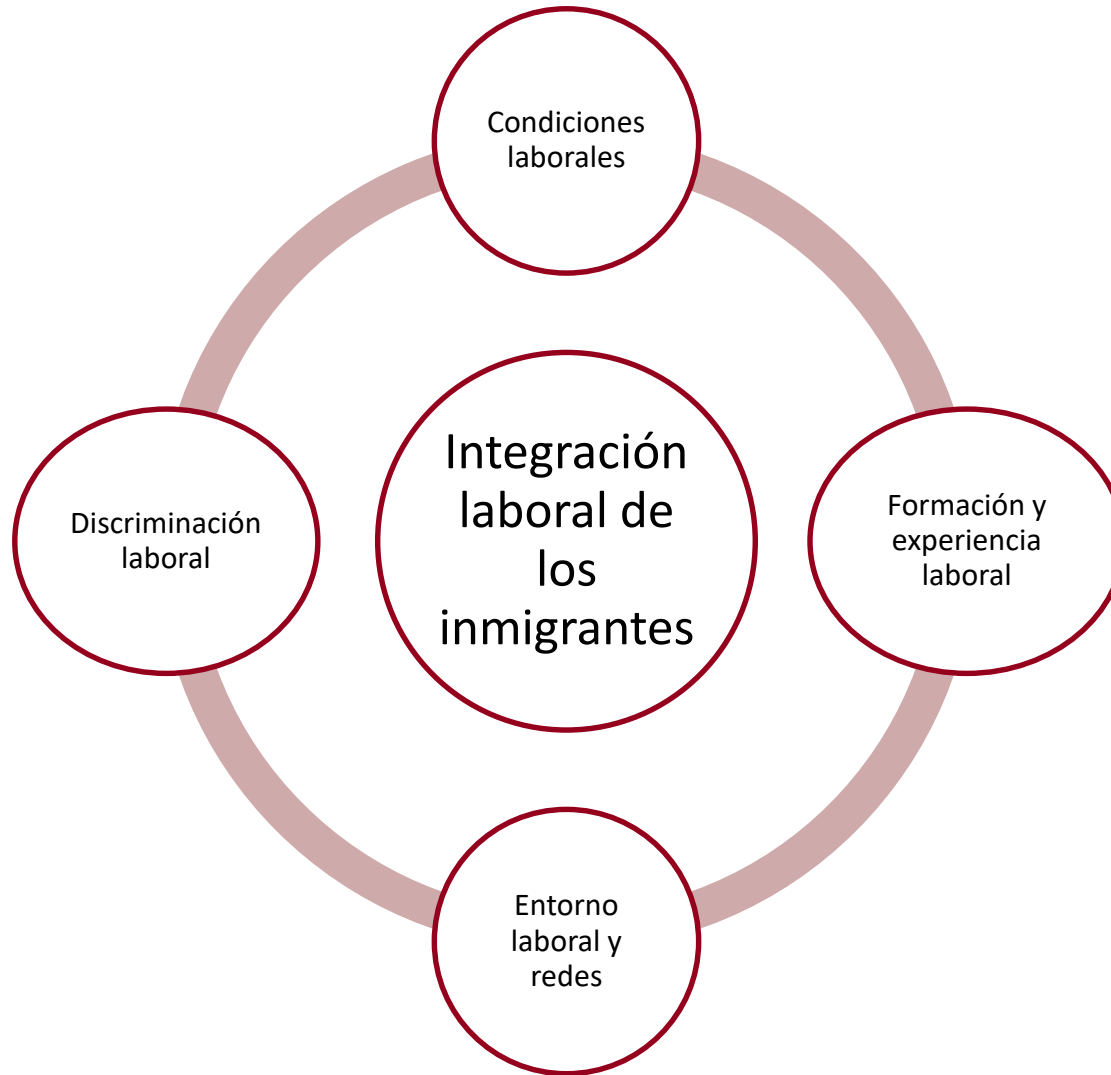 Condiciones
laborales
Integración
laboral de
los
inmigrantes
Discriminación
laboral
Formación y
experiencia
laboral
Entorno
laboral y
redes